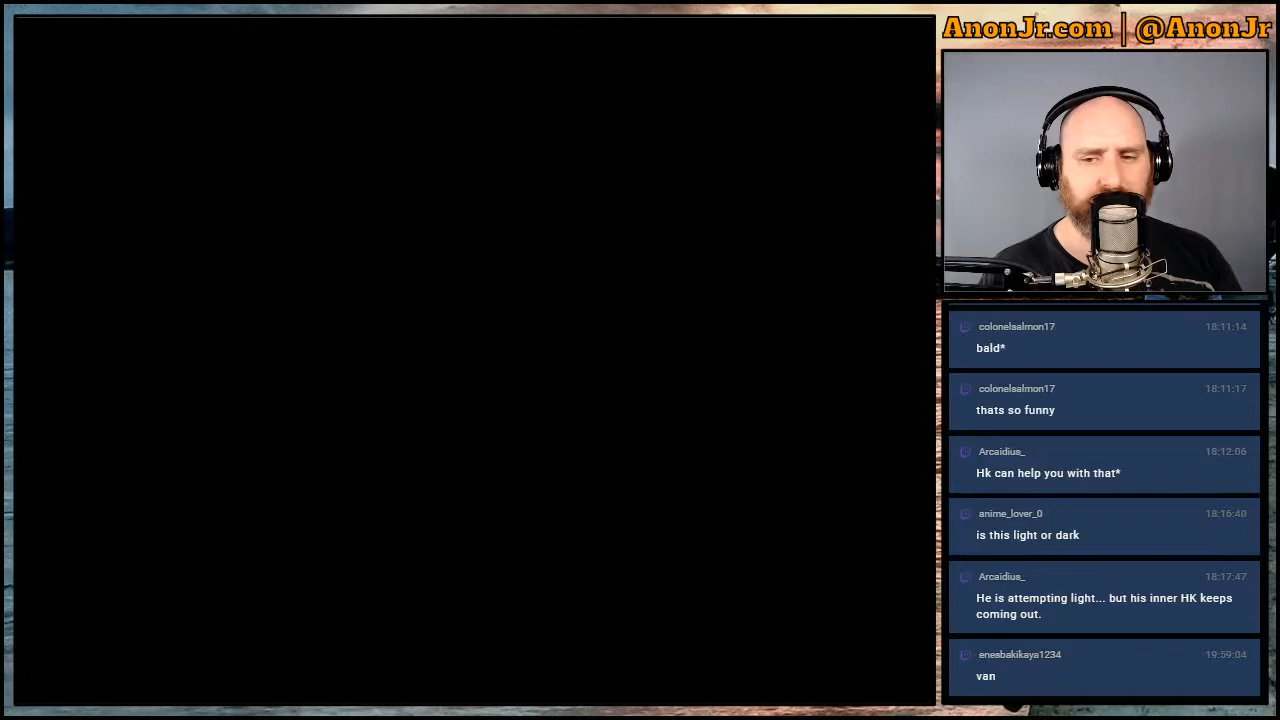 AnonJr.com | @AnonJr
colonelsalmon17 18:11:14
bald*
colonelsalmon17 18:11:17
thats so funny
Arcaidius_ 18:12:06
Hk can help you with that*
anime_lover_0 18:16:40
is this light or dark
Arcaidius_ 18:17:47
He is attempting light... but his inner HK keeps
coming out.
enesbakikaya1234 19:59:04
van